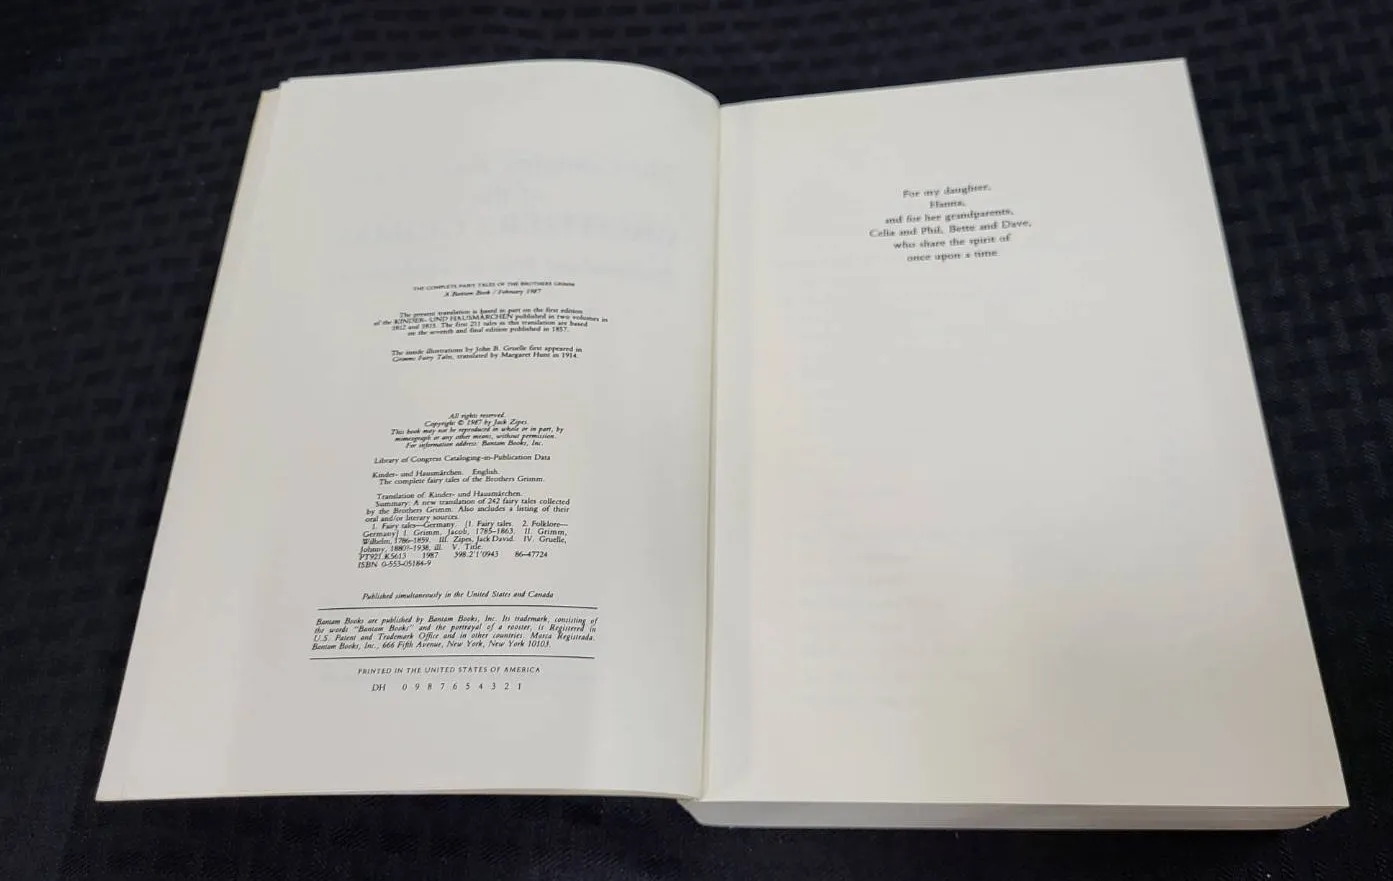 THE COMPLETE FAIRY TALES OF THE BROTHERS GRIMM
A Bantam Book / February 1987
The present translation is based in part on the first edition
of the KINDER- UND HAUSMÄRCHEN published in two volumes in
1812 and 1815. The first 211 tales in this translation are based
on the seventh and final edition published in 1857.
The inside illustrations by John B. Gruelle first appeared in
Grimms Fairy Tales, translated by Margaret Hunt in 1914.
All rights reserved.
Copyright © 1987 by Jack Zipes.
This book may not be reproduced in whole or in part, by
mimeograph or any other means, without permission.
For information address: Bantam Books, Inc.
Library of Congress Cataloging-in-Publication Data
Kinder- und Hausmärchen. English.
The complete fairy tales of the Brothers Grimm.
Translation of Kinder- und Hausmärchen.
Summary: A new translation of 242 fairy tales collected
by the Brothers Grimm. Also includes a listing of their
oral and/or literary sources.
1. Fairy tales—Germany. [1. Fairy tales. 2. Folklore—
Germany] I. Grimm, Jacob, 1785-1863. II. Grimm,
Wilhelm, 1786-1859. III. Zipes, Jack David. IV. Gruelle,
Johnny, 1880?-1938, ill. V. Title.
PT921.K5613 1987 398.2'1'0943 86-47724
ISBN 0-553-05184-9
Published simultaneously in the United States and Canada
Bantam Books are published by Bantam Books, Inc. Its trademark, consisting of
the words "Bantam Books" and the portrayal of a rooster, is Registered in
U.S. Patent and Trademark Office and in other countries. Marca Registrada.
Bantam Books, Inc., 666 Fifth Avenue, New York, New York 10103.
PRINTED IN THE UNITED STATES OF AMERICA
DH 0 9 8 7 6 5 4 3 2 1
For my daughter,
Hanna,
and for her grandparents,
Celia and Phil, Bette and Dave,
who share the spirit of
once upon a time